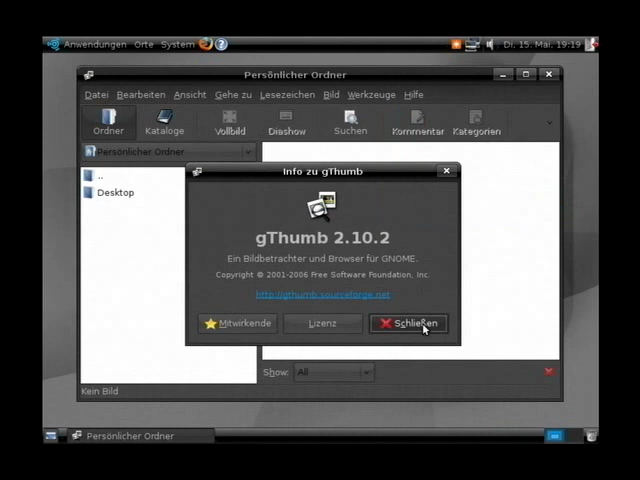 Anwendungen Orte System Di, 15. Mai, 19:19
Persönlicher Ordner
Datei Bearbeiten Ansicht Gehe zu Lesezeichen Bild Werkzeuge Hilfe
Ordner Kataloge Vollbild Diashow Suchen Kommentar Kategorien
Persönlicher Ordner
..
Desktop
Info zu gThumb
gThumb 2.10.2
Ein Bildbetrachter und Browser für GNOME.
Copyright © 2001-2006 Free Software Foundation, Inc.
http://gthumb.sourceforge.net
Mitwirkende Lizenz Schließen
Show: All
Kein Bild
Persönlicher Ordner